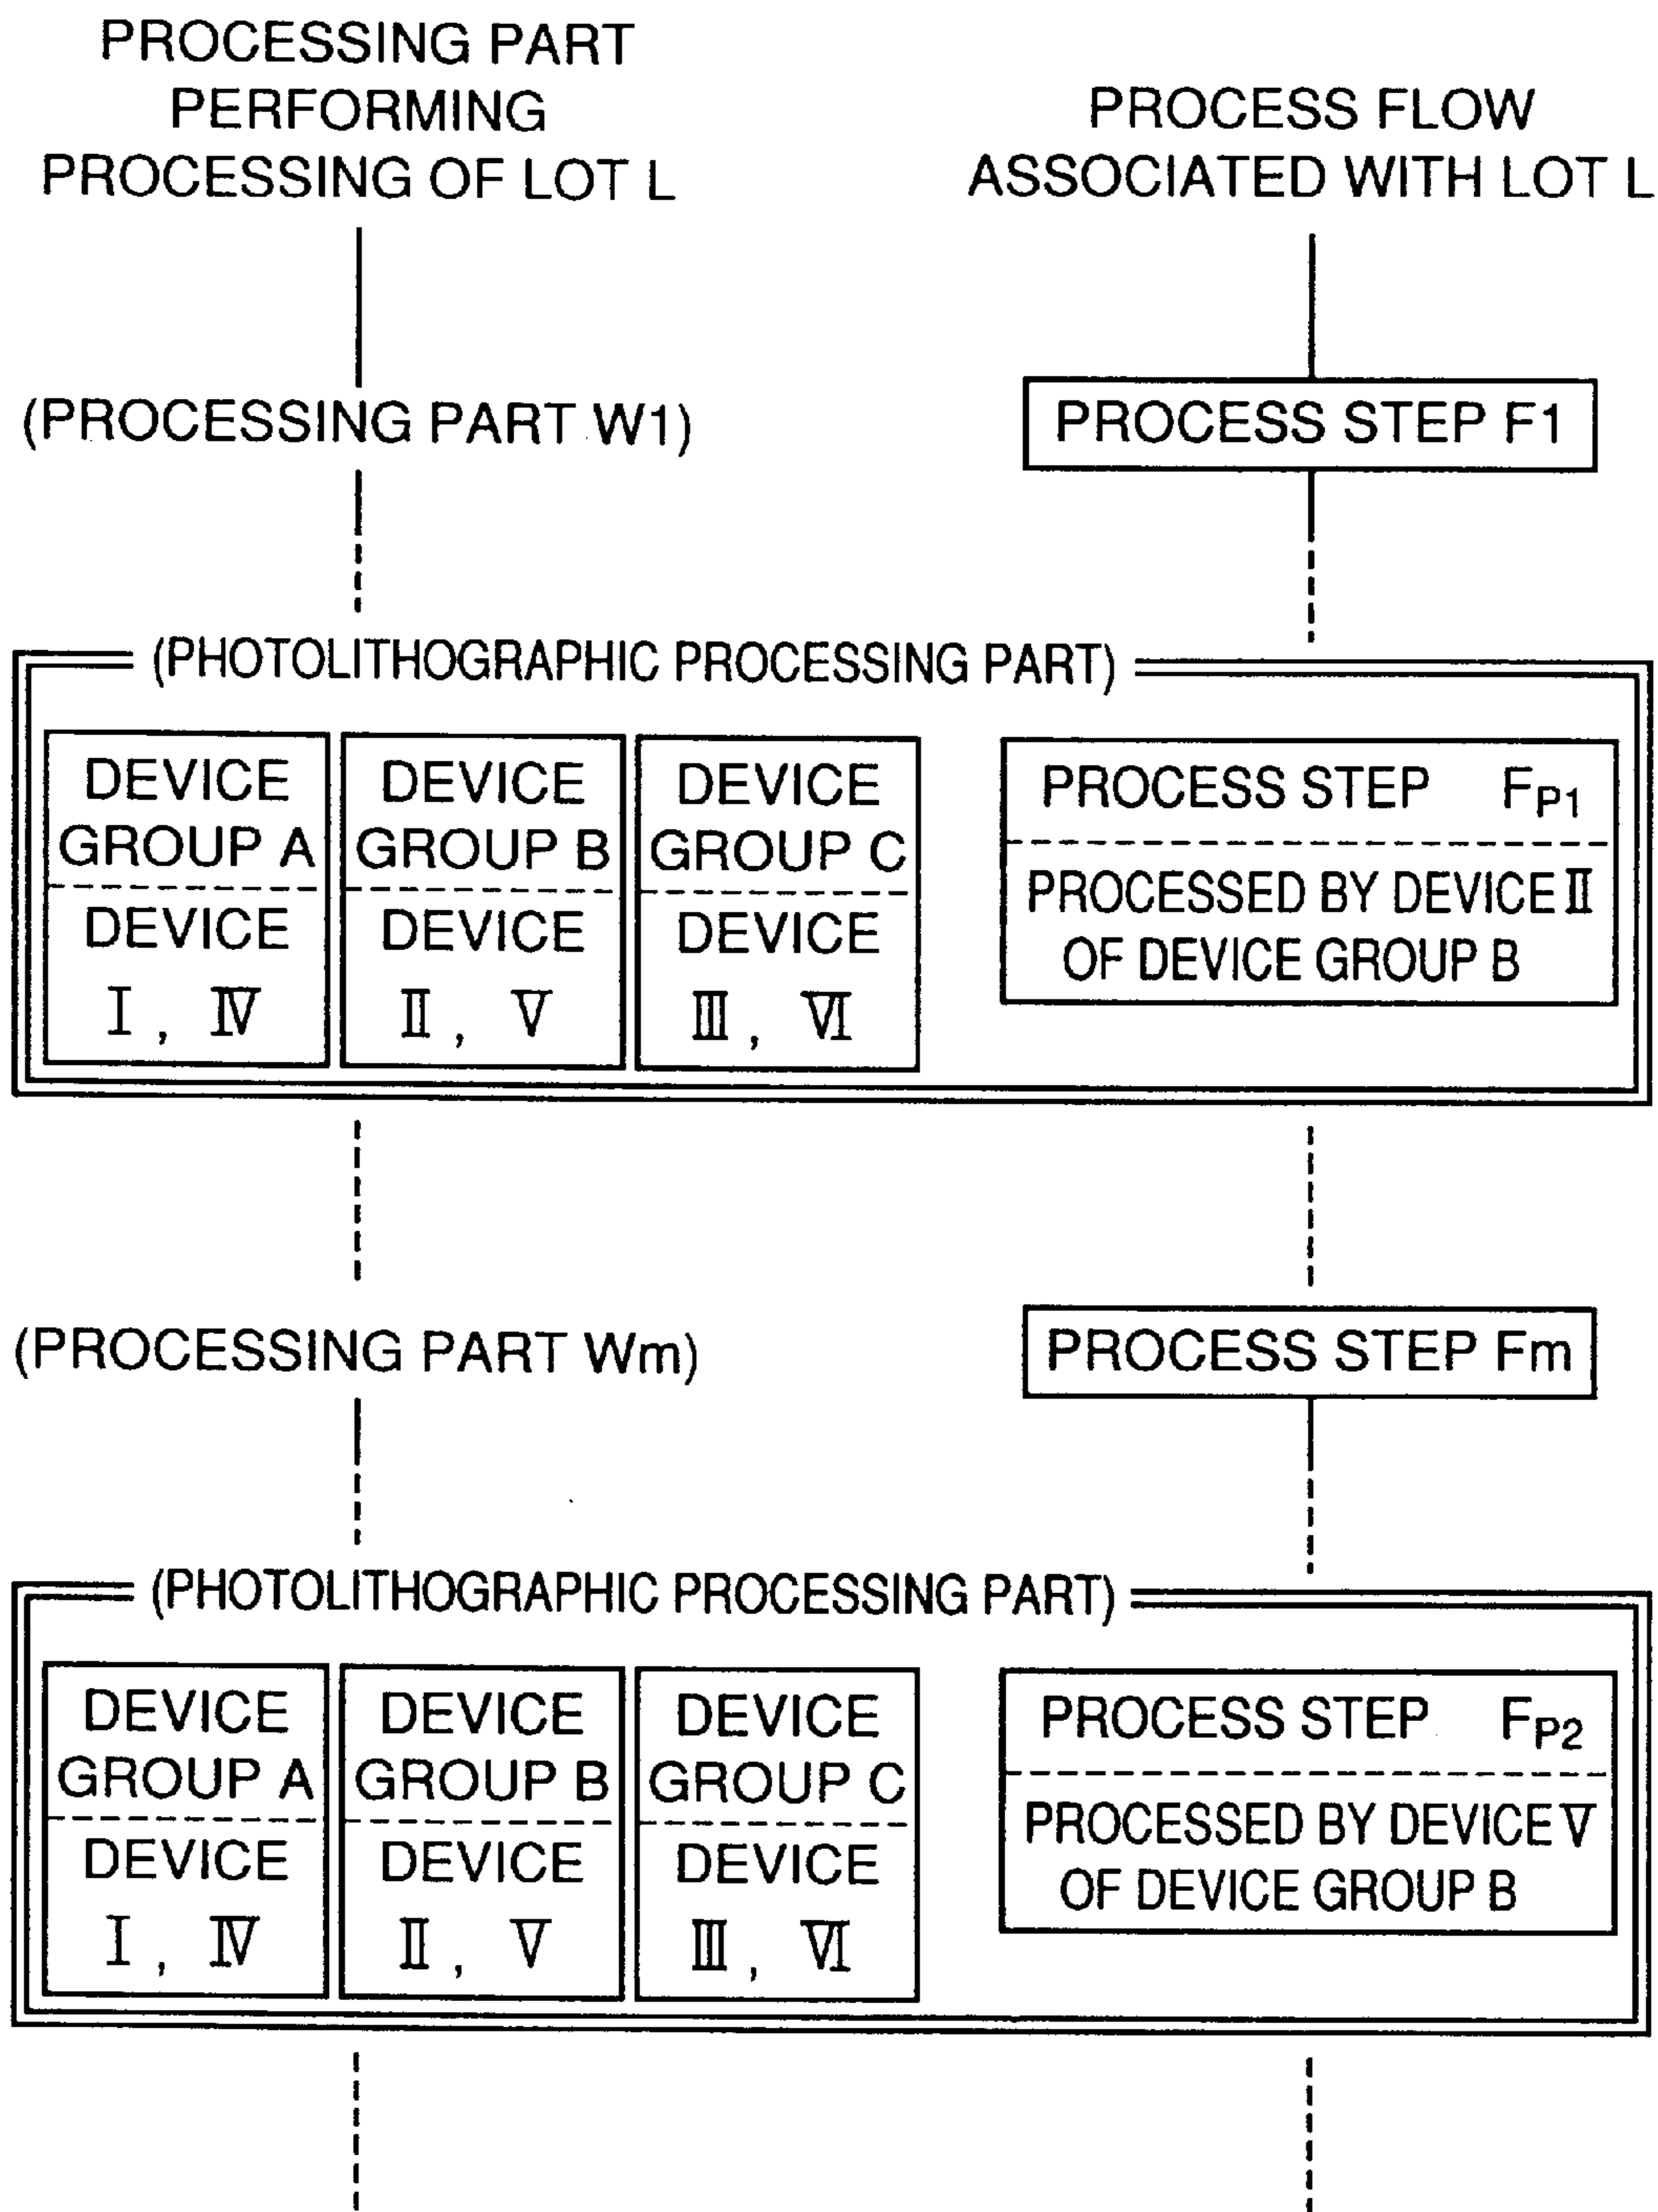 PROCESSING PART
PERFORMING
PROCESSING OF LOT L
PROCESS FLOW
ASSOCIATED WITH LOT L
(PROCESSING PART W1)
PROCESS STEP F1
(PHOTOLITHOGRAPHIC PROCESSING PART)
DEVICE
GROUP A
DEVICE
I, IV
DEVICE
GROUP B
DEVICE
II, V
DEVICE
GROUP C
DEVICE
III, VI
PROCESS STEP FP1
PROCESSED BY DEVICE II
OF DEVICE GROUP B
(PROCESSING PART Wm)
PROCESS STEP Fm
(PHOTOLITHOGRAPHIC PROCESSING PART)
DEVICE
GROUP A
DEVICE
I, IV
DEVICE
GROUP B
DEVICE
II, V
DEVICE
GROUP C
DEVICE
III, VI
PROCESS STEP FP2
PROCESSED BY DEVICE V
OF DEVICE GROUP B